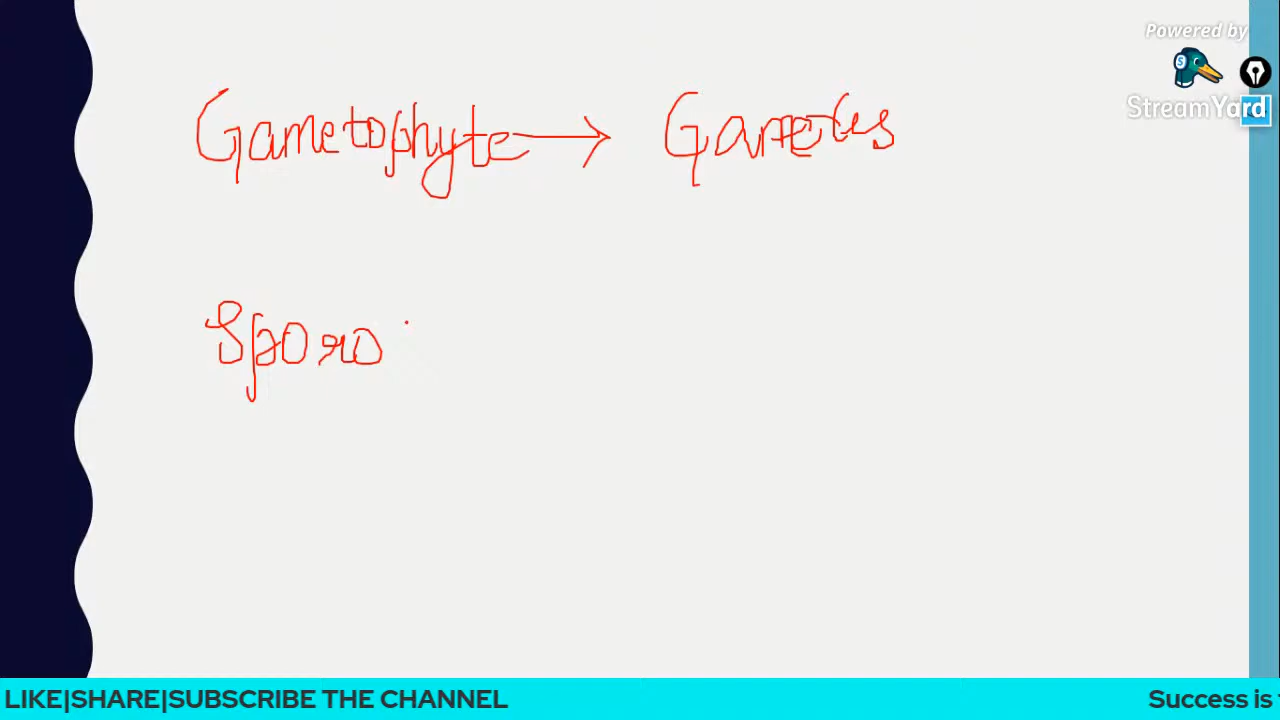 Powered by
StreamYard
Gametophyte → Gametes
Sporo
LIKE|SHARE|SUBSCRIBE THE CHANNEL
Success is